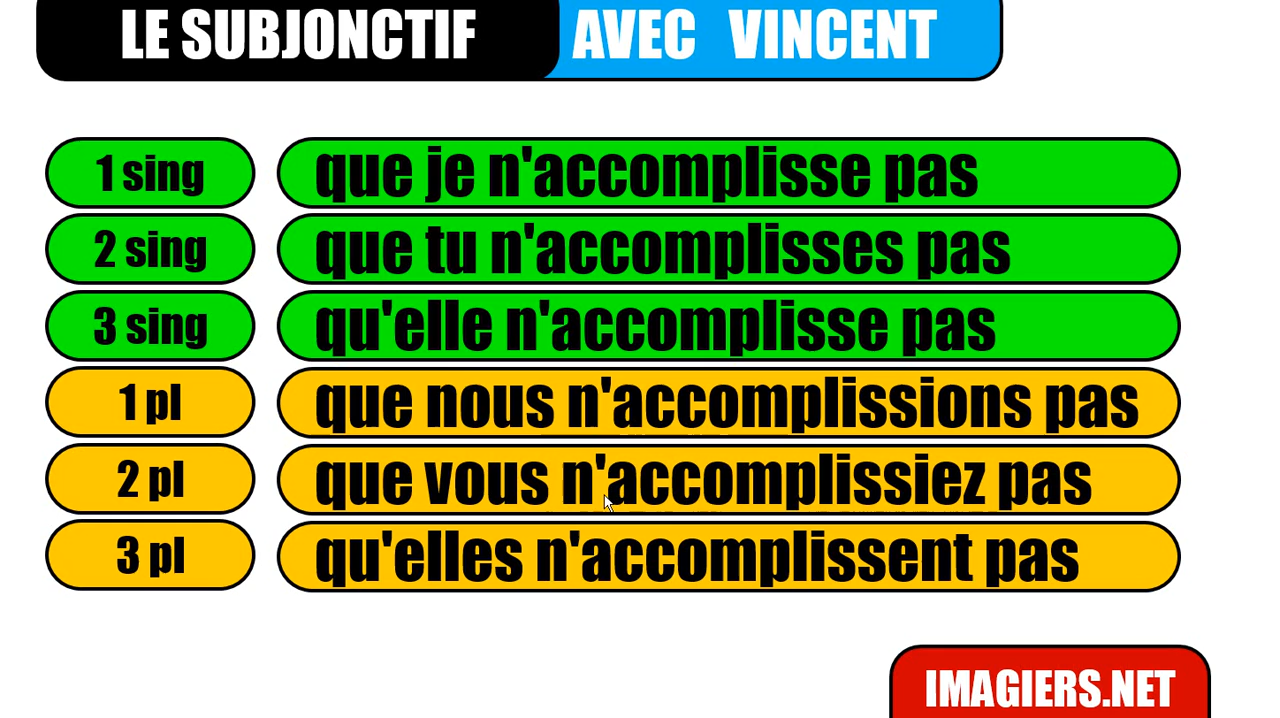 LE SUBJONCTIF AVEC VINCENT
1 sing que je n'accomplisse pas
2 sing que tu n'accomplisses pas
3 sing qu'elle n'accomplisse pas
1 pl que nous n'accomplissions pas
2 pl que vous n'accomplissiez pas
3 pl qu'elles n'accomplissent pas
IMAGIERS.NET